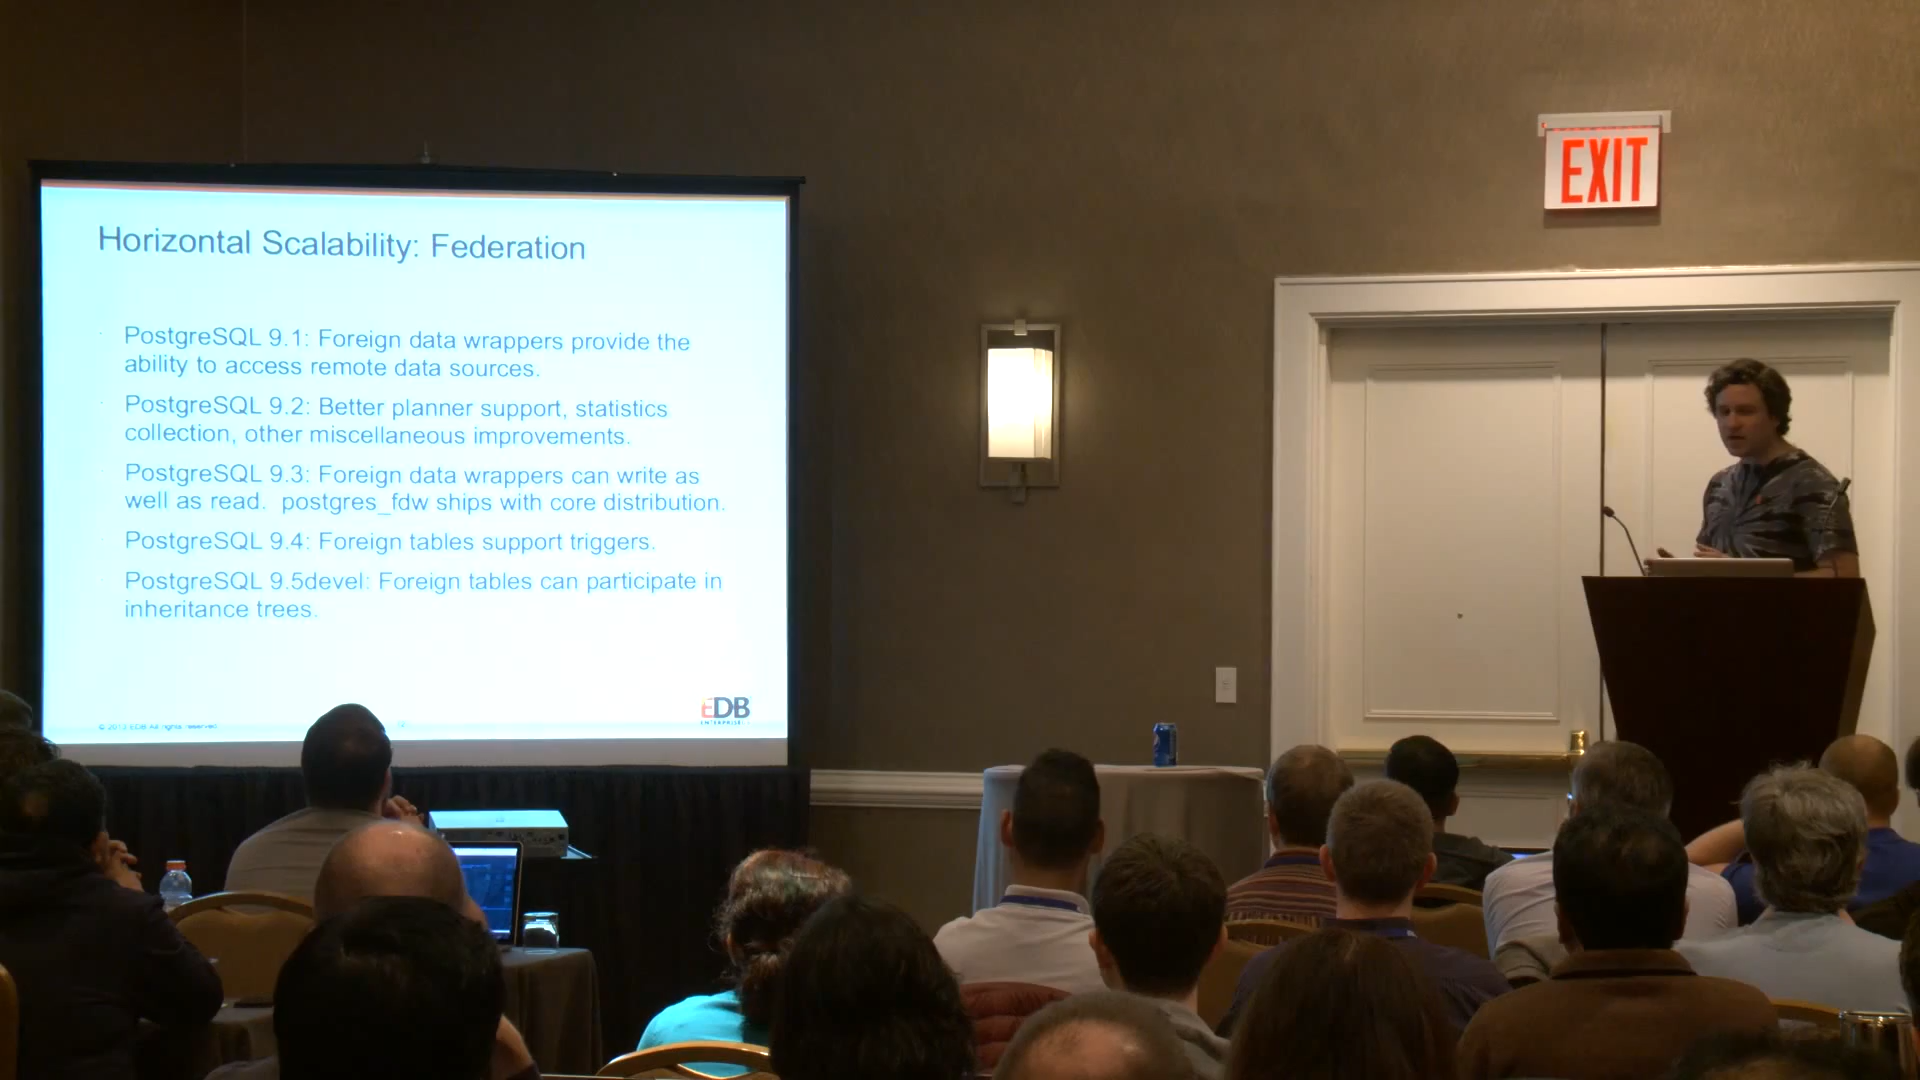 Horizontal Scalability: Federation
PostgreSQL 9.1: Foreign data wrappers provide the
ability to access remote data sources.
PostgreSQL 9.2: Better planner support, statistics
collection, other miscellaneous improvements.
PostgreSQL 9.3: Foreign data wrappers can write as
well as read. postgres_fdw ships with core distribution.
PostgreSQL 9.4: Foreign tables support triggers.
PostgreSQL 9.5devel: Foreign tables can participate in
inheritance trees.
EDB
EXIT